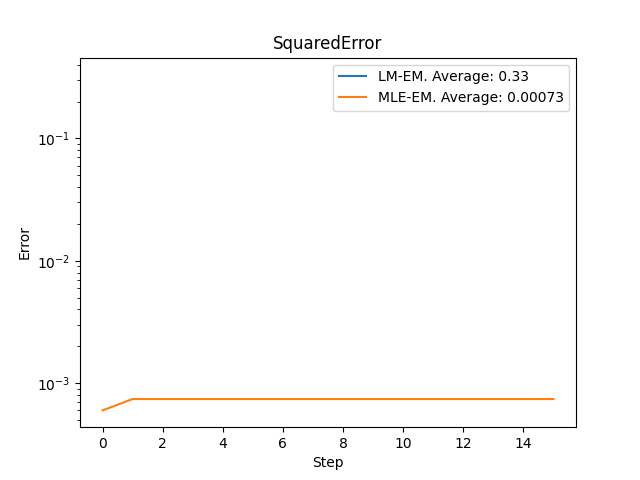 SquaredError
LM-EM. Average: 0.33
MLE-EM. Average: 0.00073
Error
10⁻¹
10⁻²
10⁻³
0 2 4 6 8 10 12 14
Step